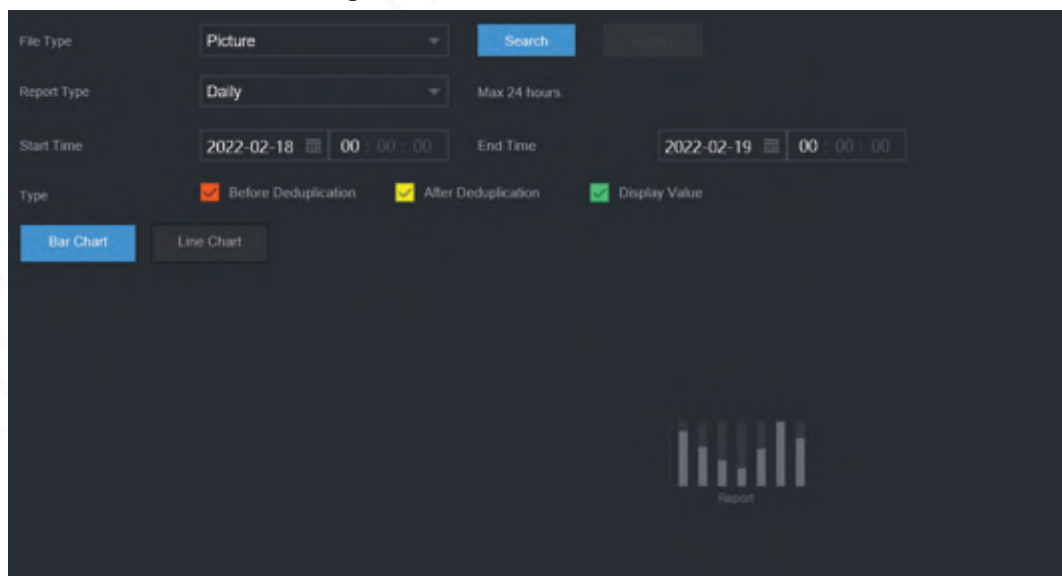 File Type Picture Search
Report Type Daily Max 24 hours.
Start Time 2022-02-18 00 : 00 : 00 End Time 2022-02-19 00 : 00 : 00
Type Before Deduplication After Deduplication Display Value
Bar Chart Line Chart
Report